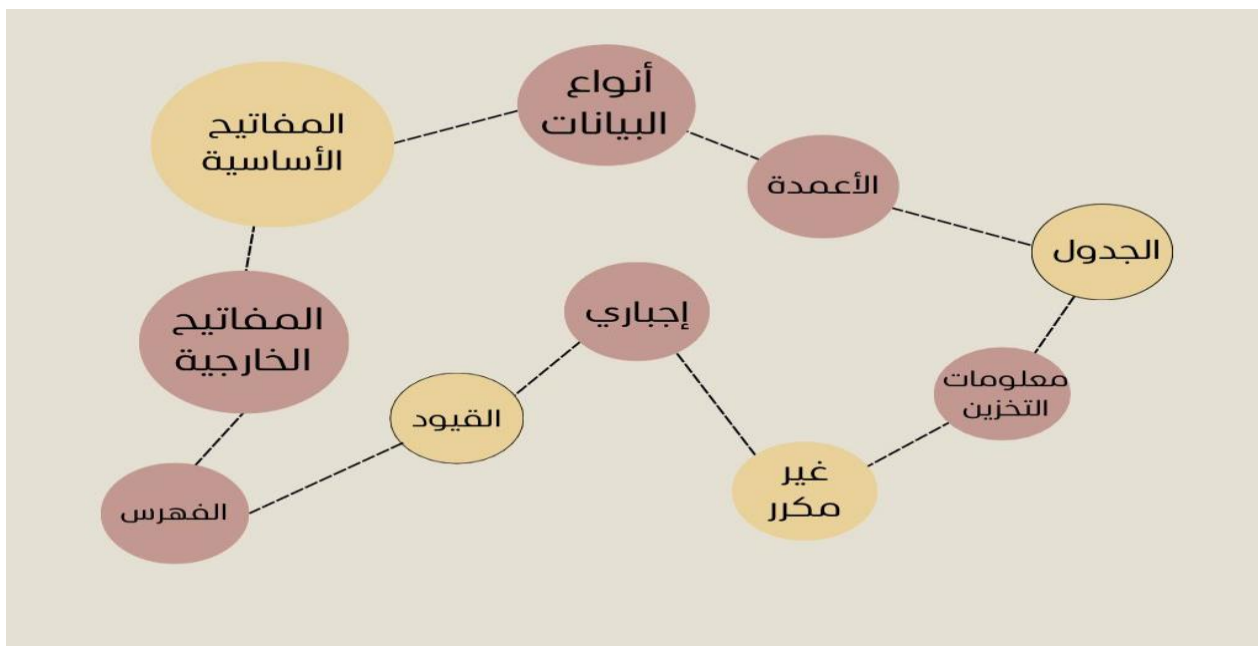 أنواع
البيانات
المفاتيح
الأساسية
الأعمدة
الجدول
المفاتيح
الخارجية
إجباري
معلومات
التخزين
القيود
غير
مكرر
الفهرس